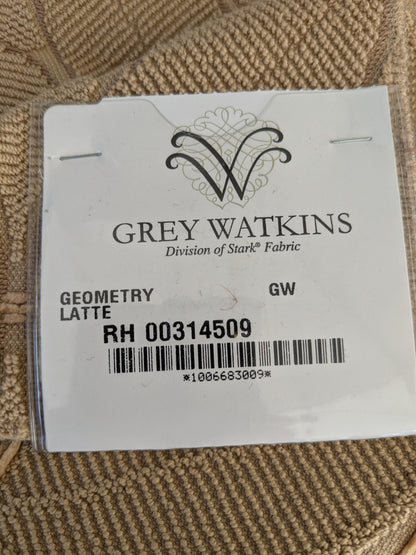 GREY WATKINS
Division of Stark® Fabric
GEOMETRY GW
LATTE
RH 00314509
*1006683009*